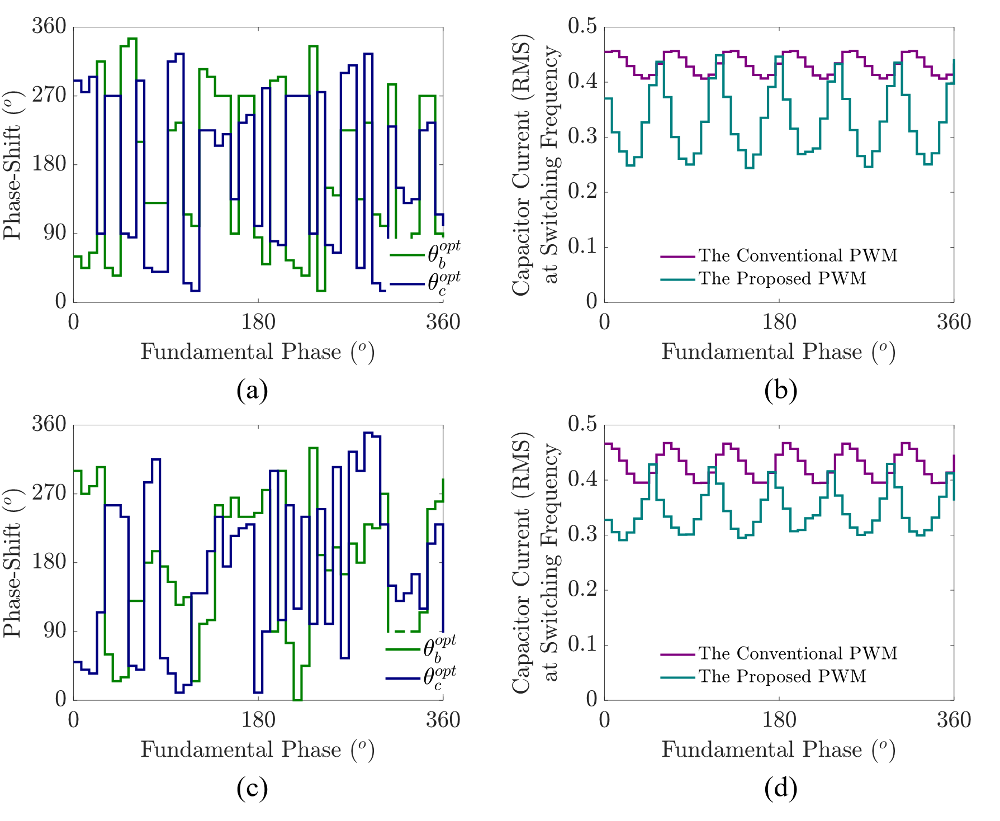 360
270
180
90
0
0
180
360
Phase-Shift (°)
Fundamental Phase (°)
θ_b^opt
θ_c^opt
(a)
0.5
0.4
0.3
0.2
0.1
0
0
180
360
Capacitor Current (RMS)
at Switching Frequency
Fundamental Phase (°)
The Conventional PWM
The Proposed PWM
(b)
360
270
180
90
0
0
180
360
Phase-Shift (°)
Fundamental Phase (°)
θ_b^opt
θ_c^opt
(c)
0.5
0.4
0.3
0.2
0.1
0
0
180
360
Capacitor Current (RMS)
at Switching Frequency
Fundamental Phase (°)
The Conventional PWM
The Proposed PWM
(d)